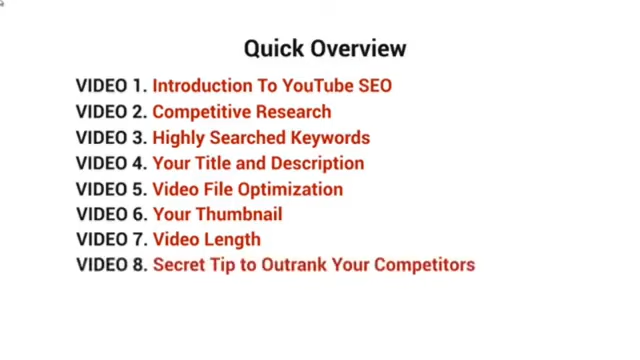 Quick Overview
VIDEO 1. Introduction To YouTube SEO
VIDEO 2. Competitive Research
VIDEO 3. Highly Searched Keywords
VIDEO 4. Your Title and Description
VIDEO 5. Video File Optimization
VIDEO 6. Your Thumbnail
VIDEO 7. Video Length
VIDEO 8. Secret Tip to Outrank Your Competitors